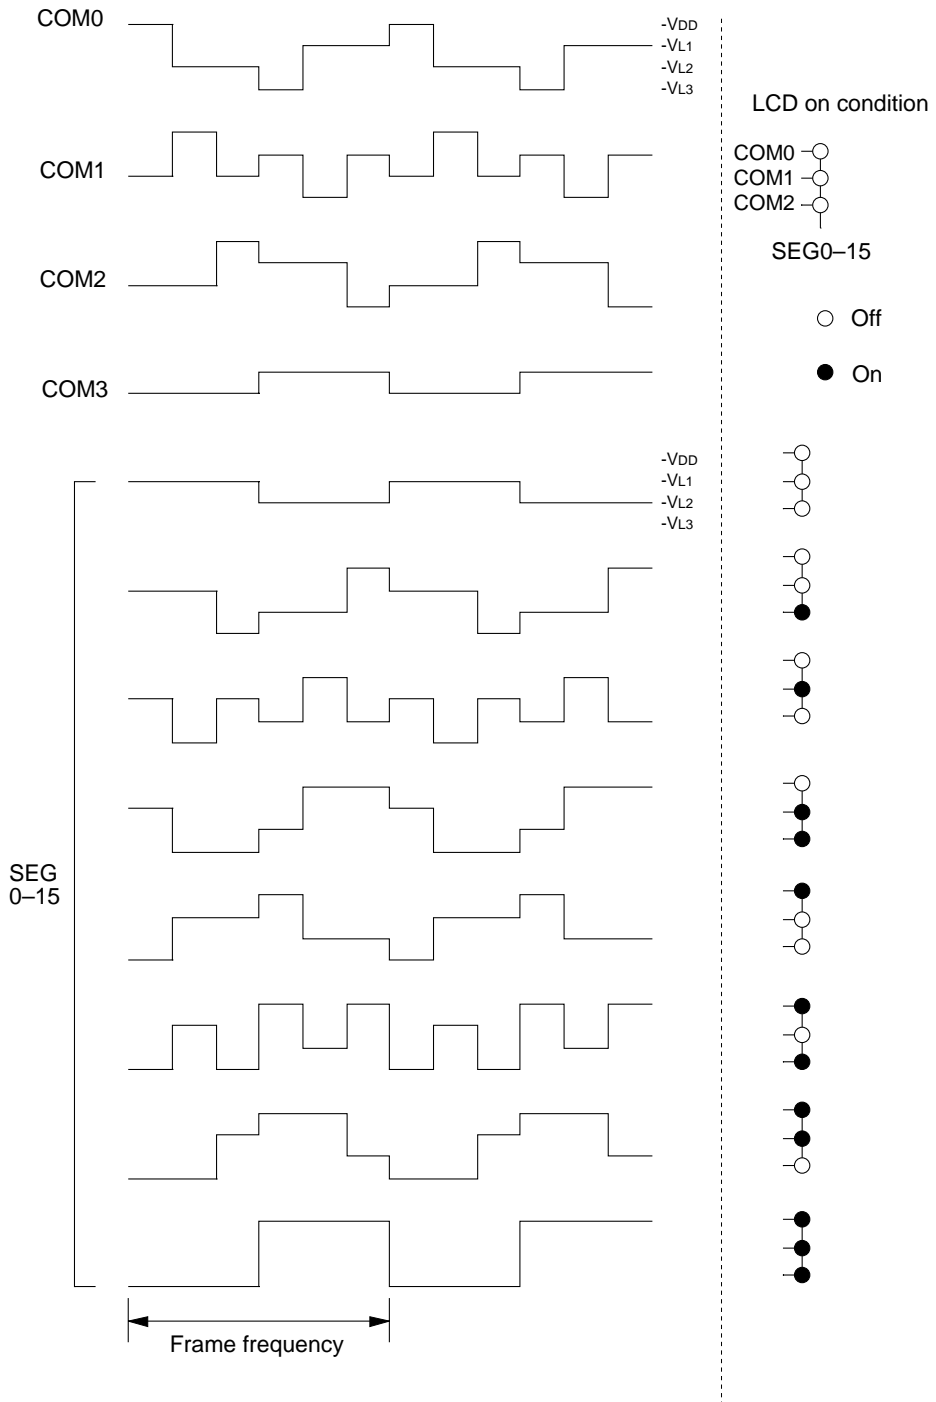 COM0
-VDD
-VL1
-VL2
-VL3
LCD on condition
COM0
COM1
COM2
SEG0–15
Off
On
COM1
COM2
COM3
-VDD
-VL1
-VL2
-VL3
SEG
0–15
Frame frequency